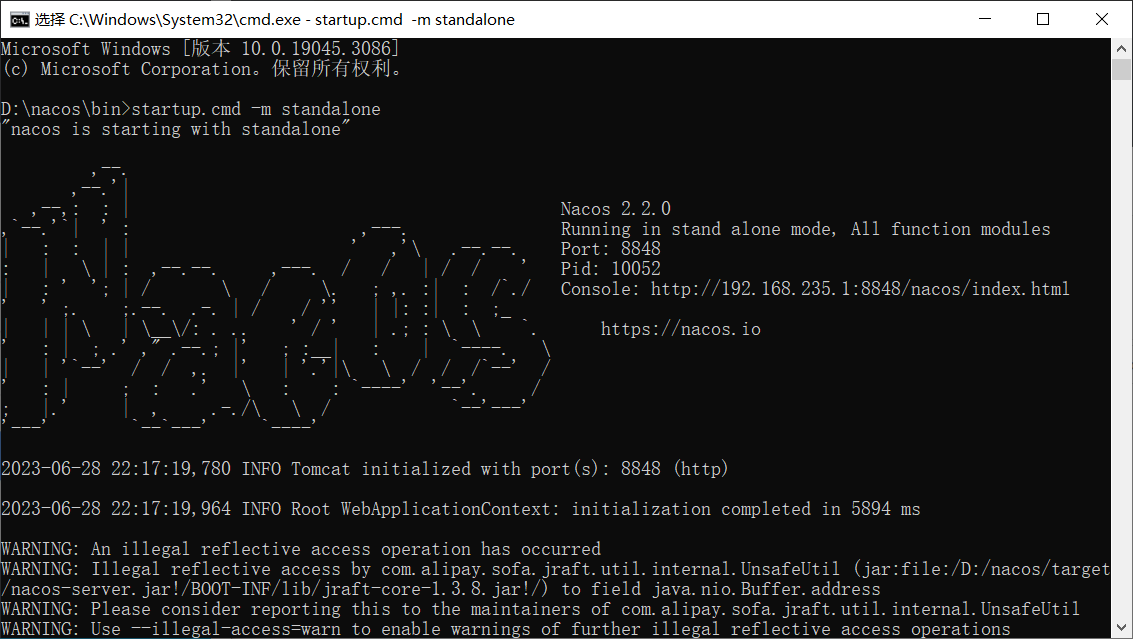 选择 C:\Windows\System32\cmd.exe - startup.cmd  -m standalone
Microsoft Windows [版本 10.0.19045.3086]
(c) Microsoft Corporation。保留所有权利。
D:\nacos\bin>startup.cmd -m standalone
"nacos is starting with standalone"
Nacos 2.2.0
Running in stand alone mode, All function modules
Port: 8848
Pid: 10052
Console: http://192.168.235.1:8848/nacos/index.html
https://nacos.io
2023-06-28 22:17:19,780 INFO Tomcat initialized with port(s): 8848 (http)
2023-06-28 22:17:19,964 INFO Root WebApplicationContext: initialization completed in 5894 ms
WARNING: An illegal reflective access operation has occurred
WARNING: Illegal reflective access by com.alipay.sofa.jraft.util.internal.UnsafeUtil (jar:file:/D:/nacos/target
/nacos-server.jar!/BOOT-INF/lib/jraft-core-1.3.8.jar!/) to field java.nio.Buffer.address
WARNING: Please consider reporting this to the maintainers of com.alipay.sofa.jraft.util.internal.UnsafeUtil
WARNING: Use --illegal-access=warn to enable warnings of further illegal reflective access operations